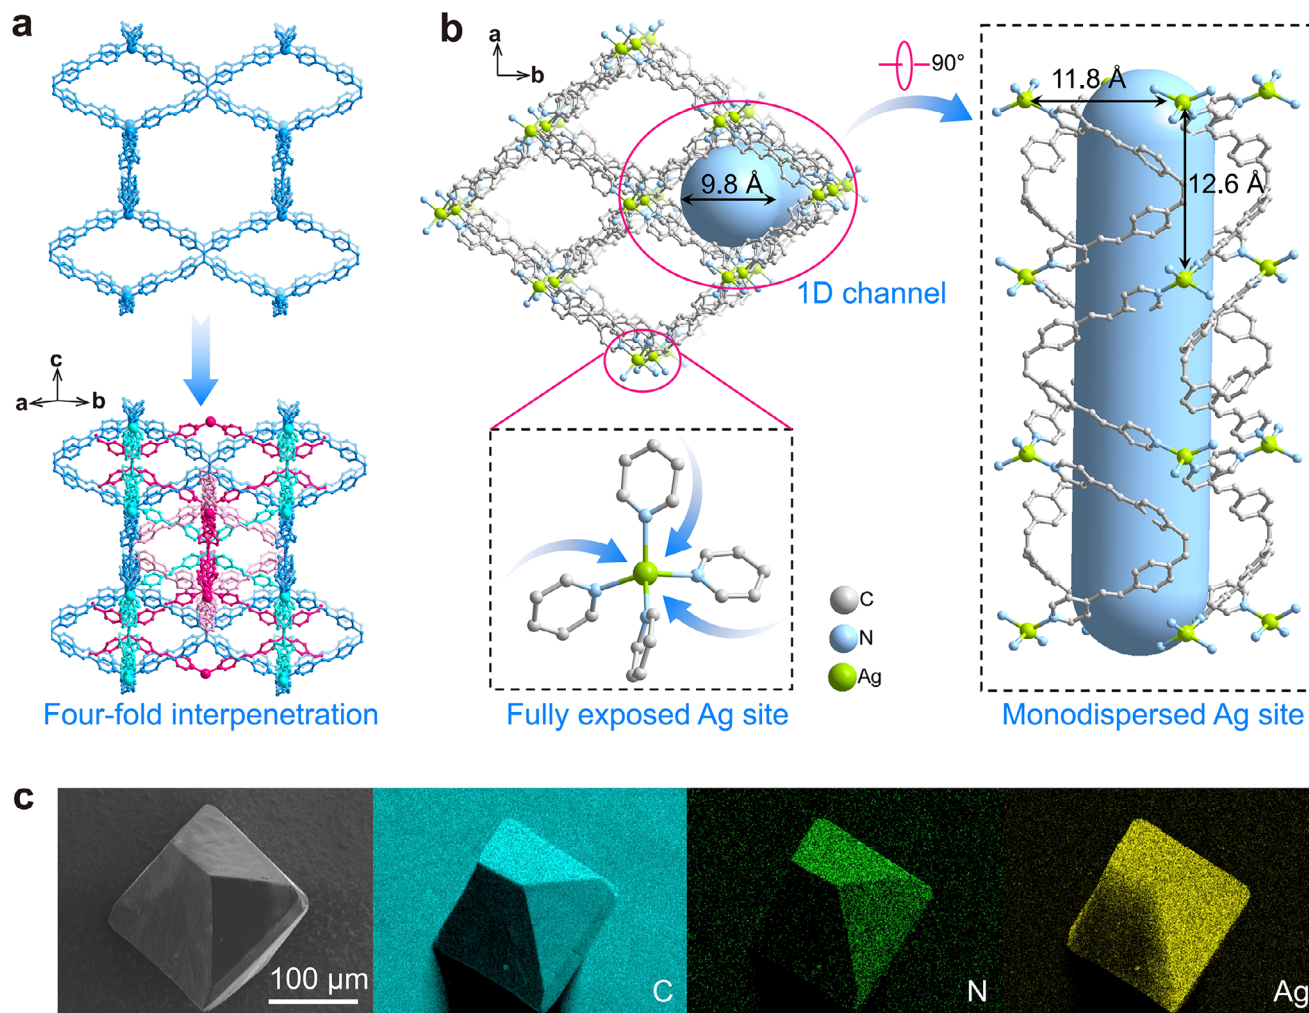 a
c
a
b
Four-fold interpenetration
b
a
b
9.8 Å
1D channel
90°
C
N
Ag
Fully exposed Ag site
11.8 Å
12.6 Å
Monodispersed Ag site
c
100 µm
C
N
Ag